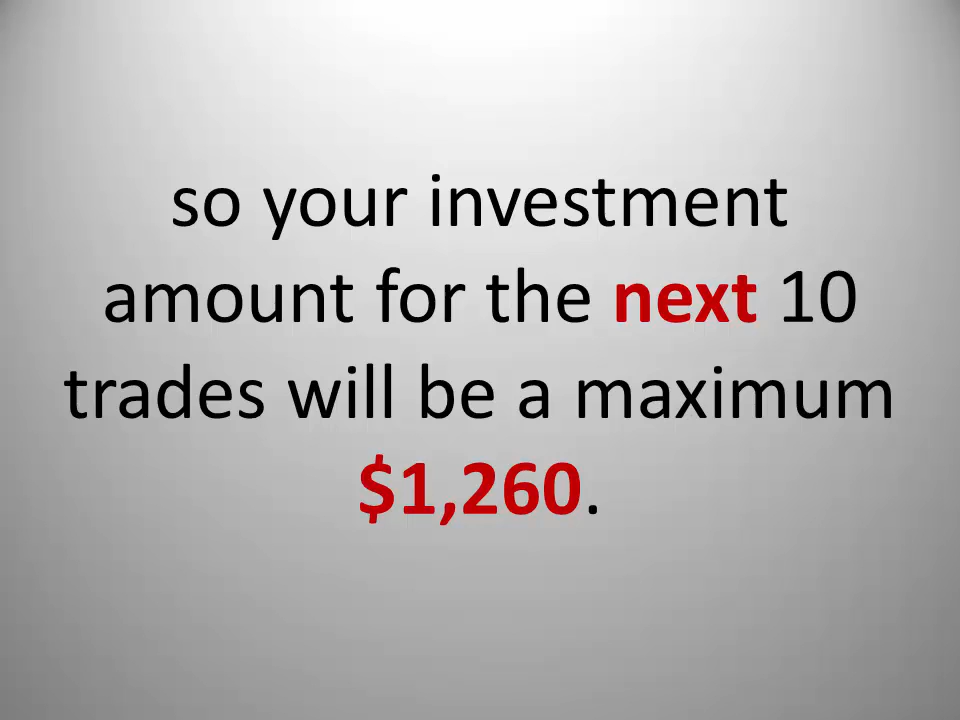 so your investment
amount for the next 10
trades will be a maximum
$1,260.